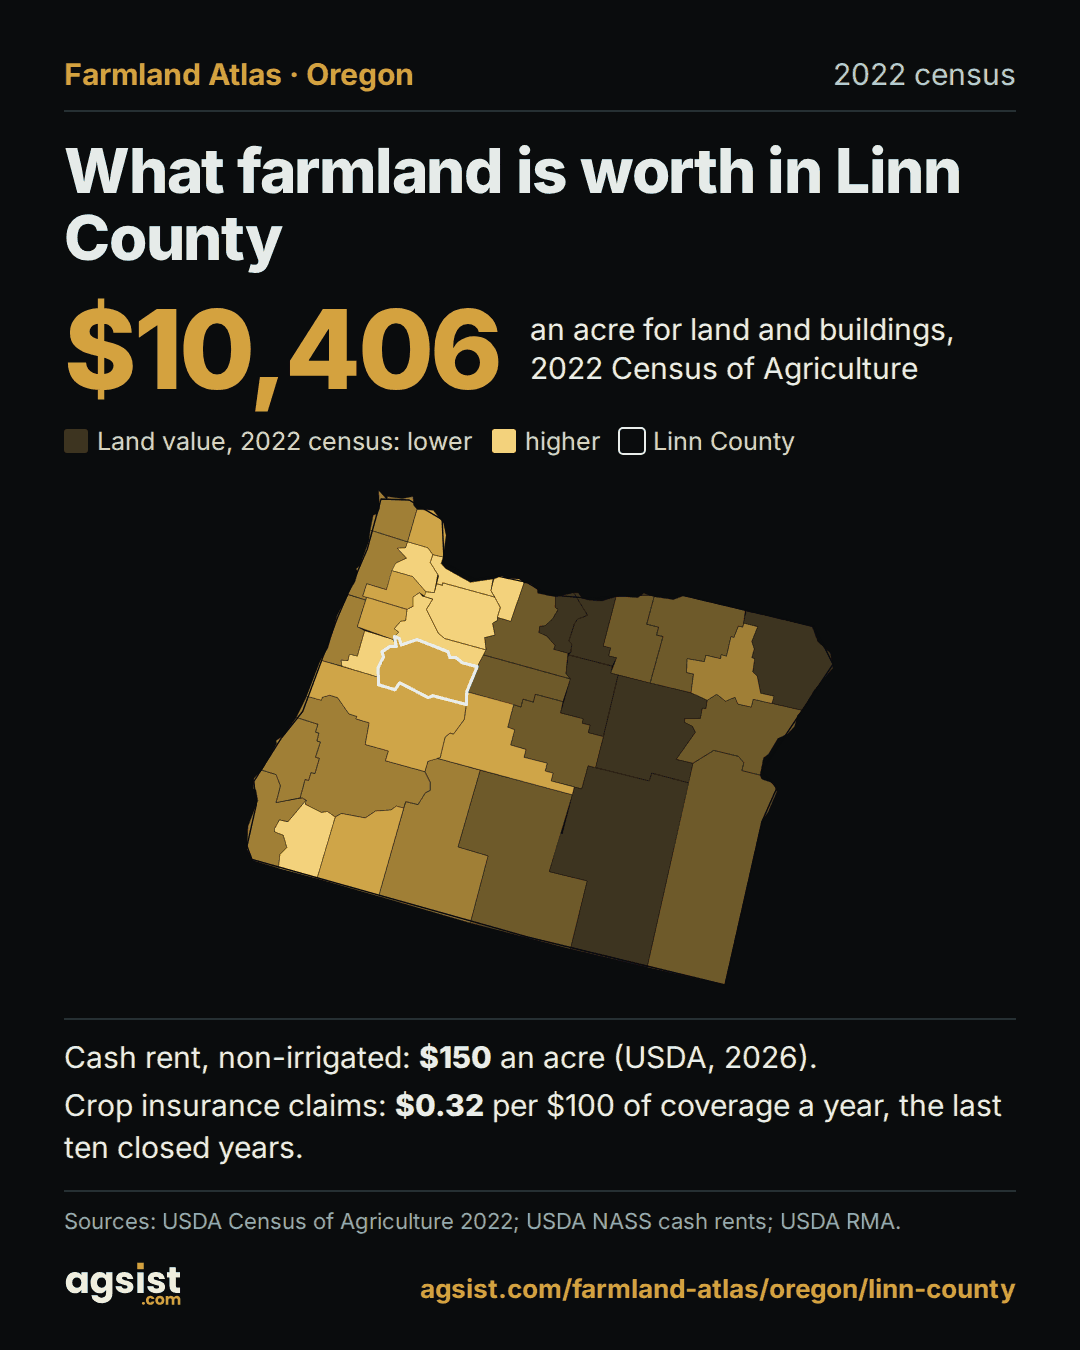 Farmland Atlas · Oregon
2022 census
What farmland is worth in Linn
County
$10,406
an acre for land and buildings,
2022 Census of Agriculture
Land value, 2022 census: lower
higher
Linn County
Cash rent, non-irrigated: $150 an acre (USDA, 2026).
Crop insurance claims: $0.32 per $100 of coverage a year, the last
ten closed years.
Sources: USDA Census of Agriculture 2022; USDA NASS cash rents; USDA RMA.
agsist
.com
agsist.com/farmland-atlas/oregon/linn-county